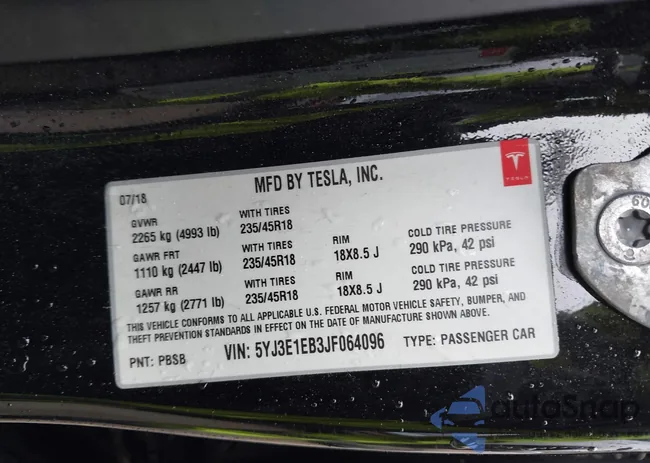 MFD BY TESLA, INC.
TESLA
07/18
GVWR
2265 kg (4993 lb)
WITH TIRES
235/45R18
GAWR FRT
1110 kg (2447 lb)
WITH TIRES
235/45R18
RIM
18X8.5 J
COLD TIRE PRESSURE
290 kPa, 42 psi
GAWR RR
1257 kg (2771 lb)
WITH TIRES
235/45R18
RIM
18X8.5 J
COLD TIRE PRESSURE
290 kPa, 42 psi
THIS VEHICLE CONFORMS TO ALL APPLICABLE U.S. FEDERAL MOTOR VEHICLE SAFETY, BUMPER, AND
THEFT PREVENTION STANDARDS IN EFFECT ON THE DATE OF MANUFACTURE SHOWN ABOVE.
PNT: PBSB
VIN: 5YJ3E1EB3JF064096
TYPE: PASSENGER CAR
autoSnap